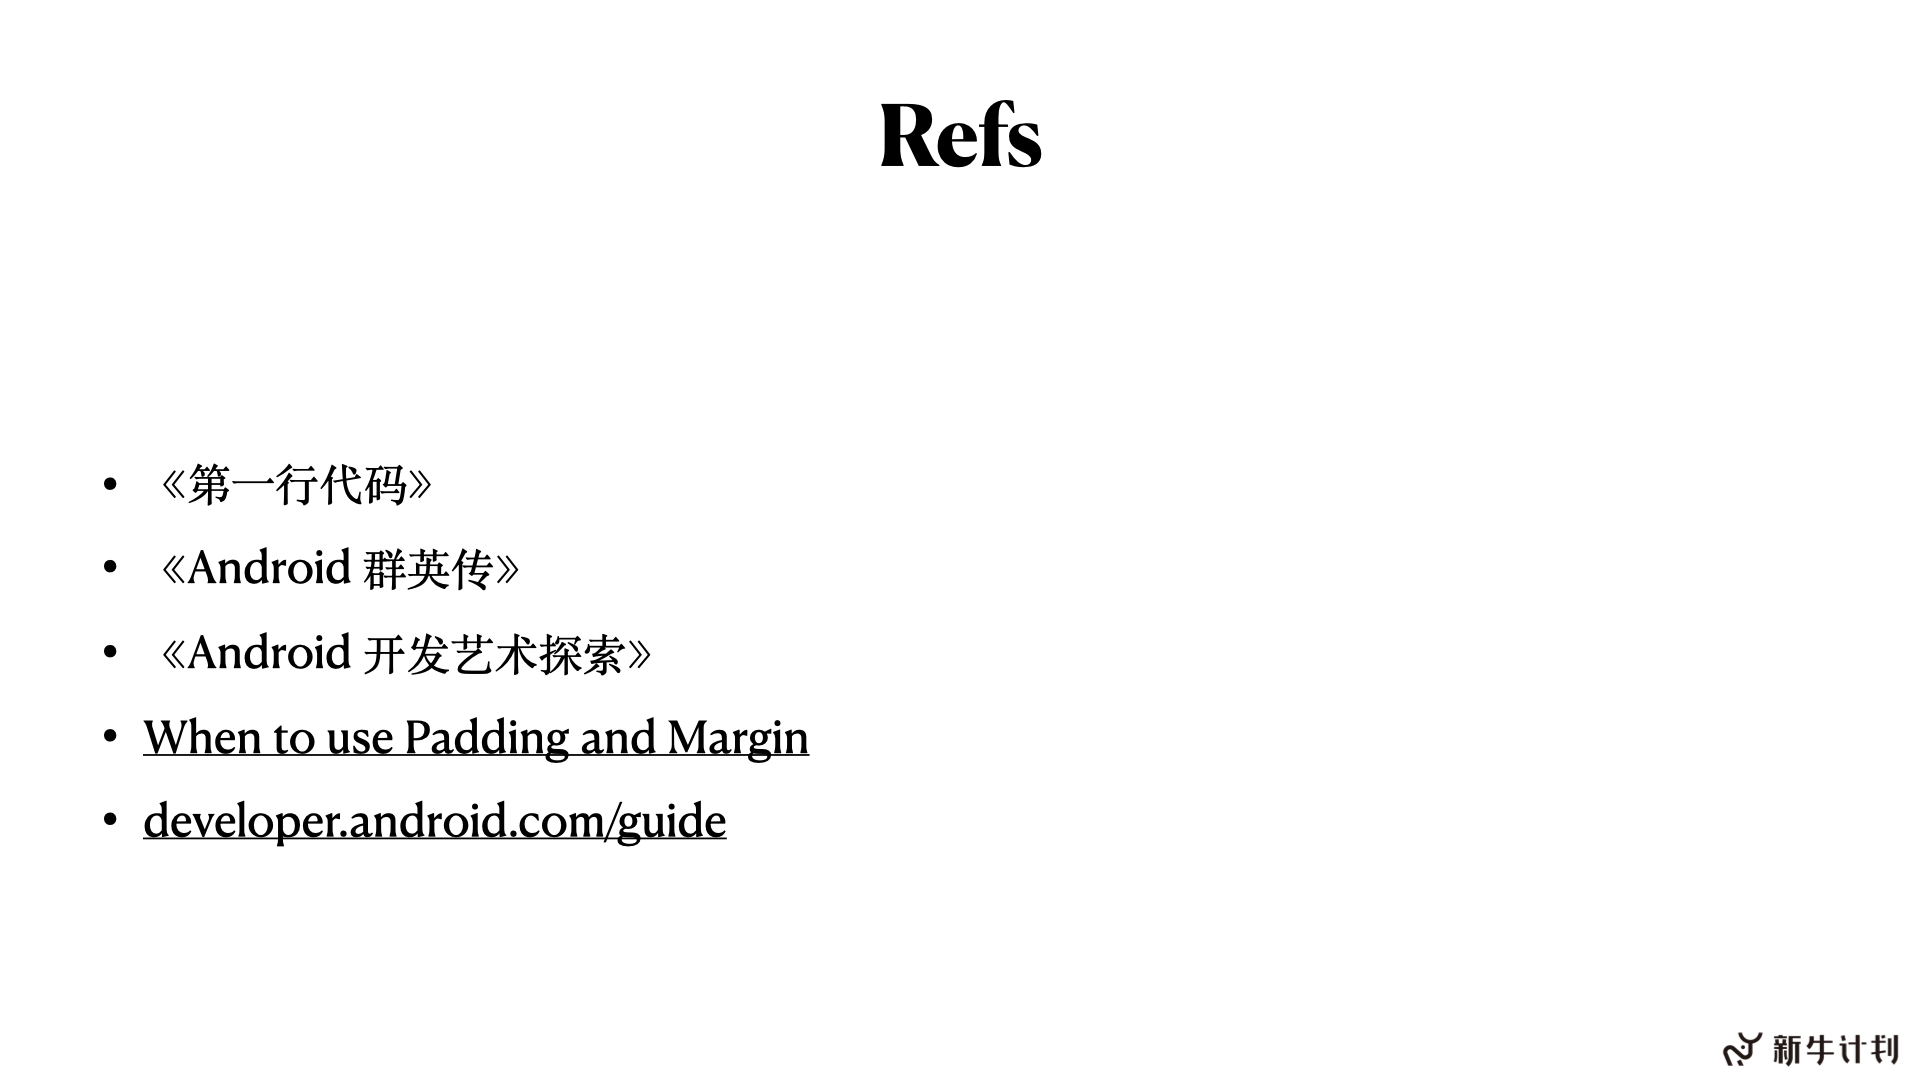 Refs
• 《第一行代码》
• 《Android 群英传》
• 《Android 开发艺术探索》
• When to use Padding and Margin
• developer.android.com/guide
新牛计划